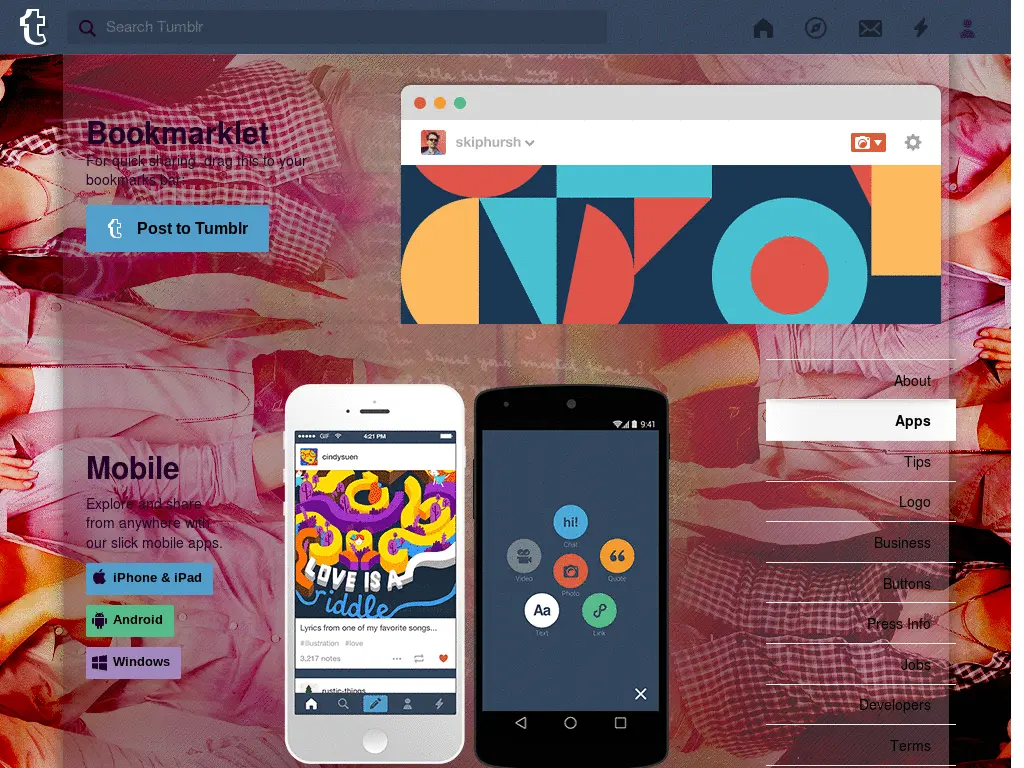 Search Tumblr
Bookmarklet
For quick sharing, drag this to your
bookmarks bar.
Post to Tumblr
skiphursh
Mobile
Explore and share
from anywhere with
our slick mobile apps.
iPhone & iPad
Android
Windows
GIF
4:21 PM
cindysuen
LOVE IS A
riddle
Lyrics from one of my favorite songs...
#illustration #love
3,217 notes
rustic-things
9:41
hi!
Chat
Video
Quote
Photo
Aa
Text
Link
About
Apps
Tips
Logo
Business
Buttons
Press Info
Jobs
Developers
Terms